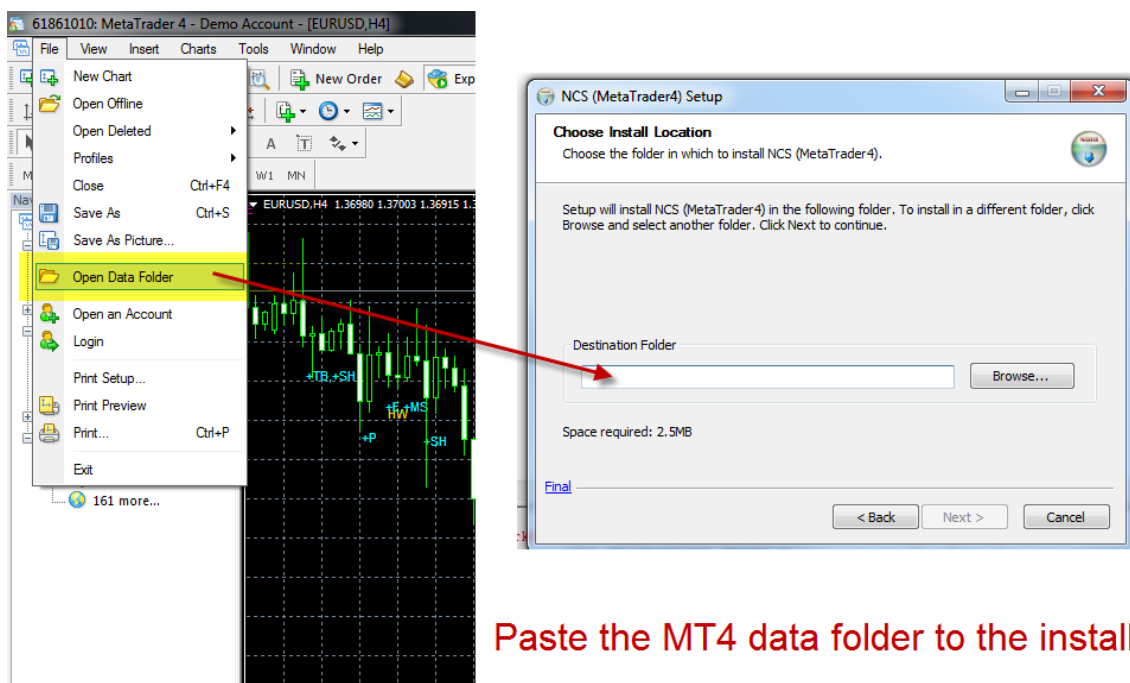 61861010: MetaTrader 4 - Demo Account - [EURUSD,H4]
File View Insert Charts Tools Window Help
New Chart
New Order Exp
Open Offline
Open Deleted
A T
Profiles
Close Ctrl+F4
W1 MN
Nav
EURUSD,H4 1.36980 1.37003 1.36915 1.3
Save As Ctrl+S
Save As Picture...
Open Data Folder
Open an Account
Login
Print Setup...
Print Preview
Print... Ctrl+P
Exit
161 more...
+TB,+SH
+E,+MS
HW
+P
+SH
NCS (MetaTrader4) Setup
Choose Install Location
Choose the folder in which to install NCS (MetaTrader4).
Setup will install NCS (MetaTrader4) in the following folder. To install in a different folder, click
Browse and select another folder. Click Next to continue.
Destination Folder
Browse...
Space required: 2.5MB
Final
< Back Next > Cancel
Paste the MT4 data folder to the install